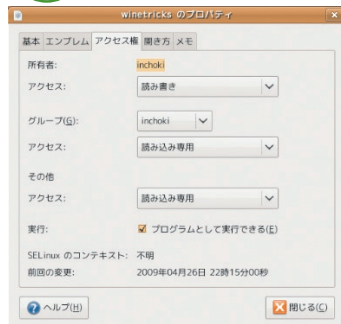 winetricks のプロパティ
基本 エンブレム アクセス権 開き方 メモ
所有者: inchoki
アクセス: 読み書き
グループ(G): inchoki
アクセス: 読み込み専用
その他
アクセス: 読み込み専用
実行: プログラムとして実行できる(E)
SELinux のコンテキスト: 不明
前回の変更: 2009年04月26日 22時15分00秒
ヘルプ(H) 閉じる(C)